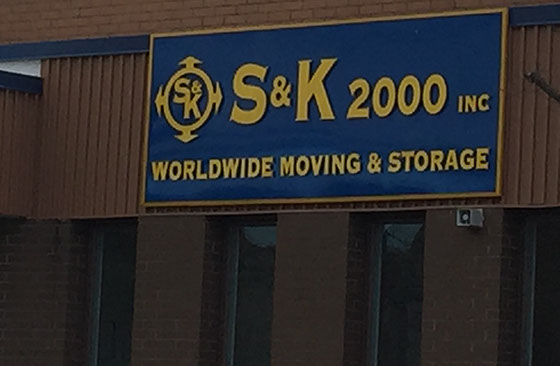 S&K
S&K 2000 INC
WORLDWIDE MOVING & STORAGE